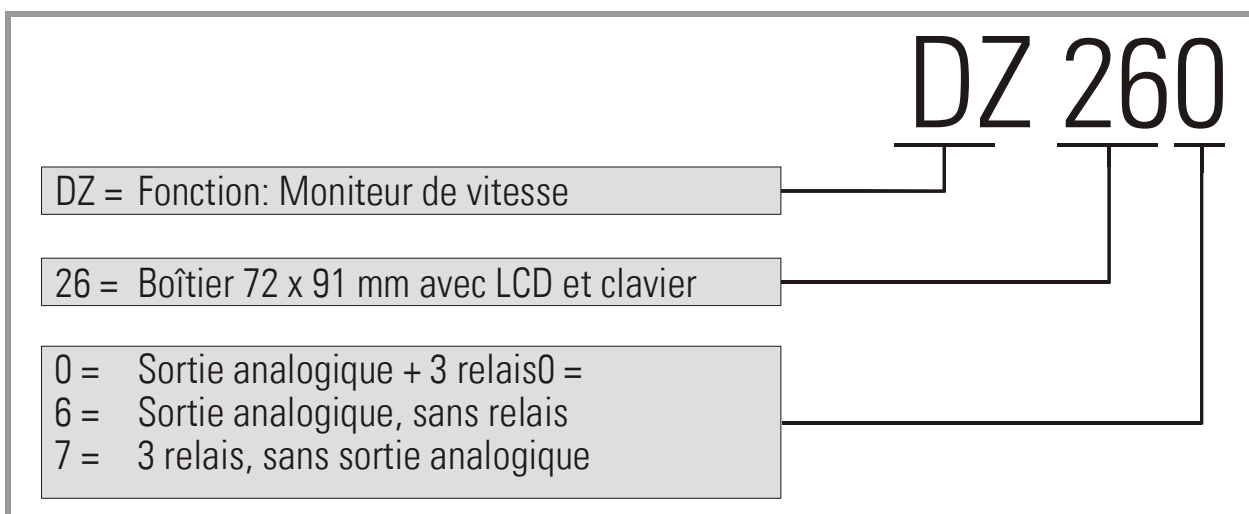 DZ 260
DZ = Fonction: Moniteur de vitesse
26 = Boîtier 72 x 91 mm avec LCD et clavier
0 = Sortie analogique + 3 relais0 =
6 = Sortie analogique, sans relais
7 = 3 relais, sans sortie analogique